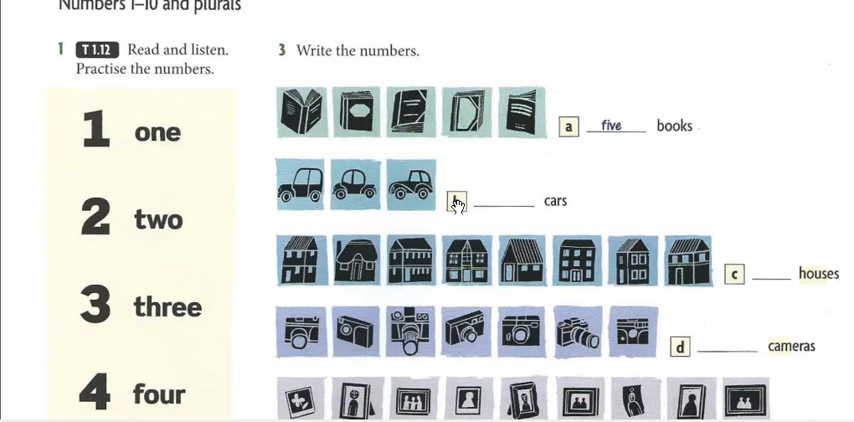 Numbers 1–10 and plurals
1 T 1.12 Read and listen.
Practise the numbers.
1 one
2 two
3 three
4 four
3 Write the numbers.
a five books
cars
c houses
d cameras